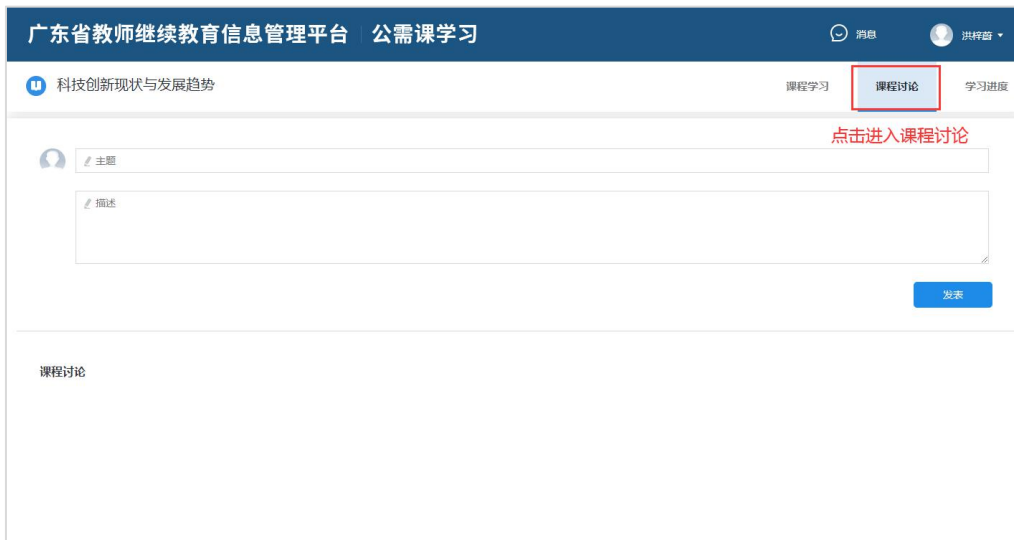 广东省教师继续教育信息管理平台 公需课学习 消息 洪梓蔚
科技创新现状与发展趋势 课程学习 课程讨论 学习进度
点击进入课程讨论
主题
描述
发表
课程讨论